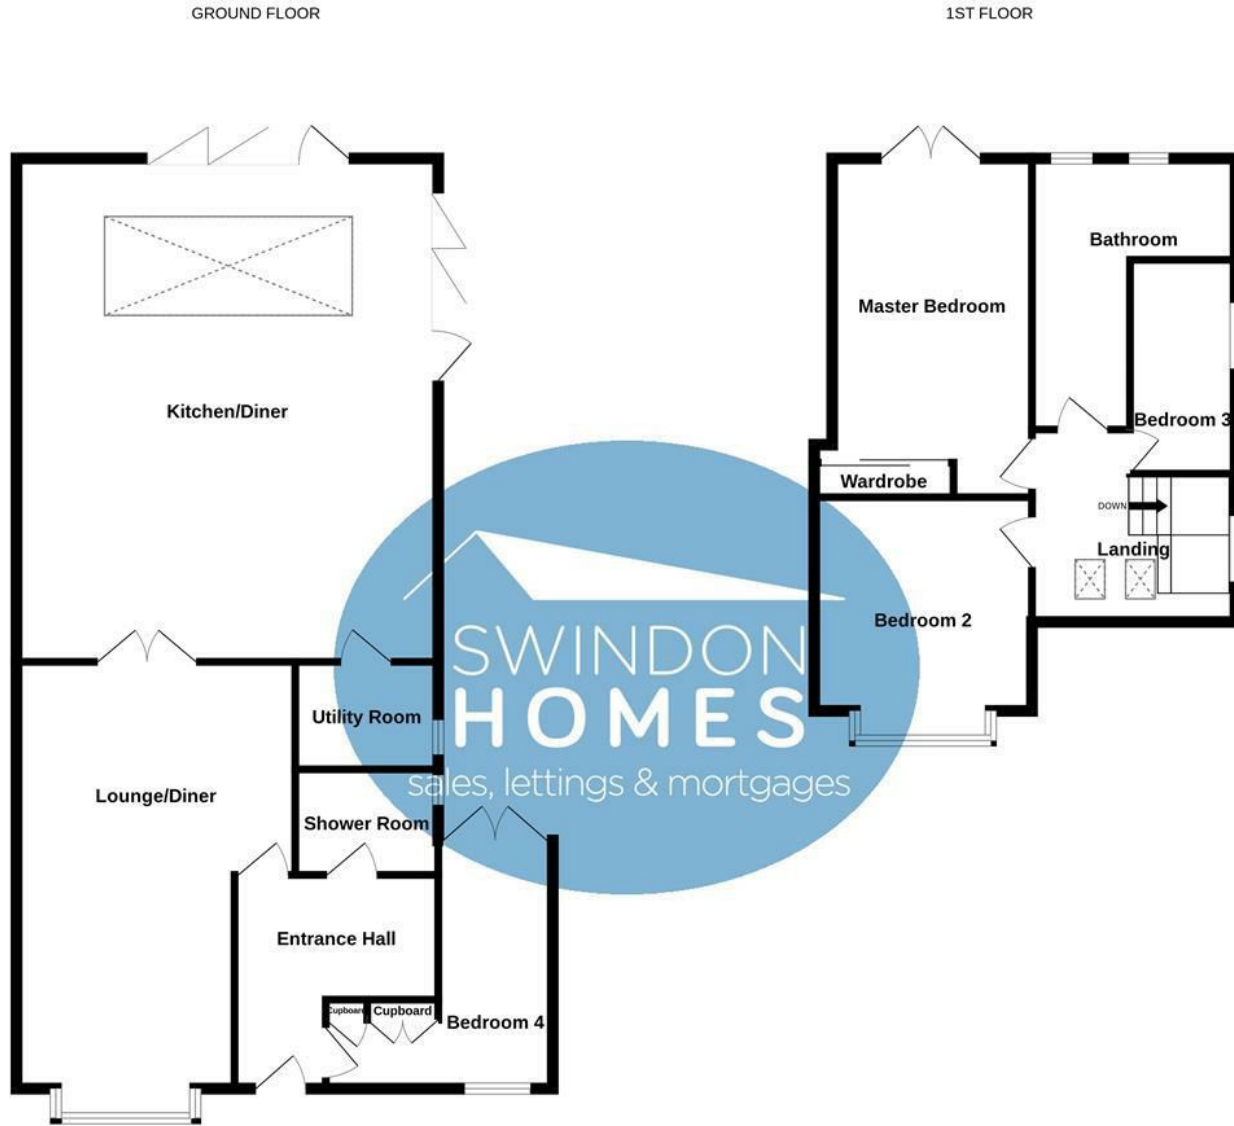 GROUND FLOOR
1ST FLOOR
Kitchen/Diner
Utility Room
Lounge/Diner
Shower Room
Entrance Hall
Cupboard
Cupboard
Bedroom 4
Bathroom
Master Bedroom
Bedroom 3
Wardrobe
DOWN
Landing
Bedroom 2
SWINDON
HOMES
sales, lettings & mortgages